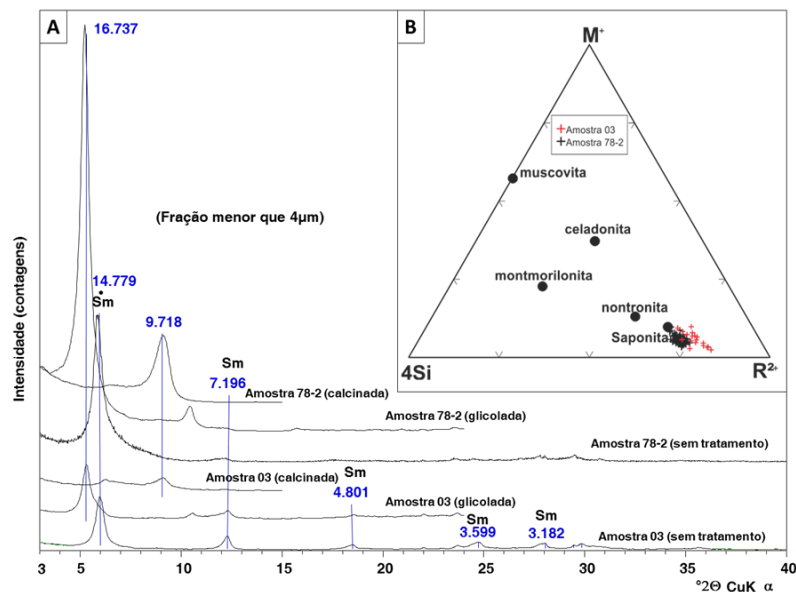 A
16.737
(Fração menor que 4µm)
14.779
Sm
9.718
Sm
7.196
Amostra 78-2 (calcinada)
Amostra 78-2 (glicolada)
Amostra 78-2 (sem tratamento)
Amostra 03 (calcinada)
Sm
4.801
Amostra 03 (glicolada)
Sm
3.599
Sm
3.182
Amostra 03 (sem tratamento)
Intensidade (contagens)
3 5 10 15 20 25 30 35 40
°2Θ CuK α
B
M+
Amostra 03
Amostra 78-2
muscovita
celadonita
montmorilonita
nontronita
Saponita
4Si
R2+